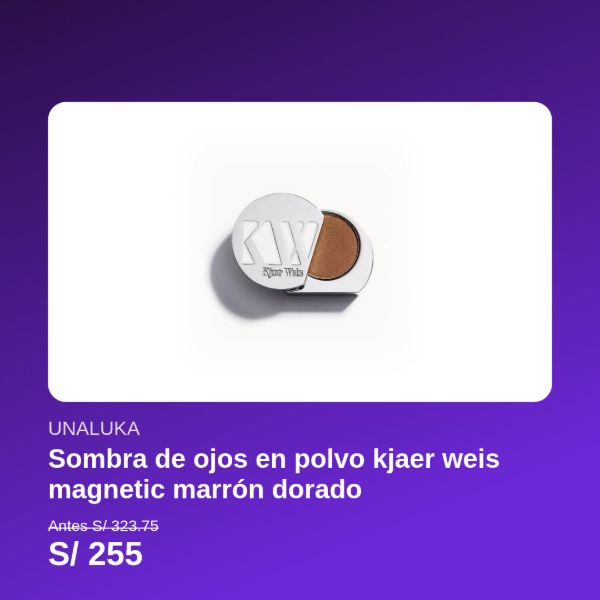 KW
Kjaer Weis
UNALUKA
Sombra de ojos en polvo kjaer weis
magnetic marrón dorado
Antes S/ 323.75
S/ 255